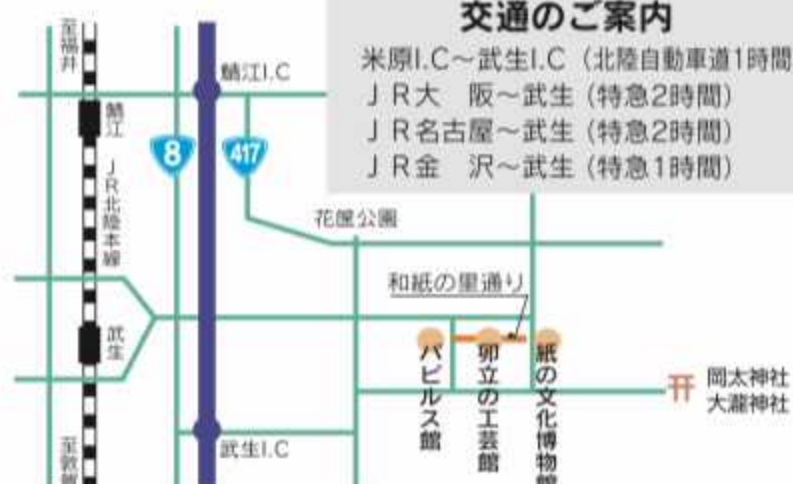 交通のご案内
米原I.C～武生I.C（北陸自動車道1時間
ＪＲ大　阪～武生（特急2時間）
ＪＲ名古屋～武生（特急2時間）
ＪＲ金　沢～武生（特急1時間）
至福井
鯖江I.C
鯖江
8
417
ＪＲ北陸本線
花筐公園
和紙の里通り
武生
パピルス館
卯立の工芸館
紙の文化博物館
岡太神社
大瀧神社
武生I.C
至敦賀